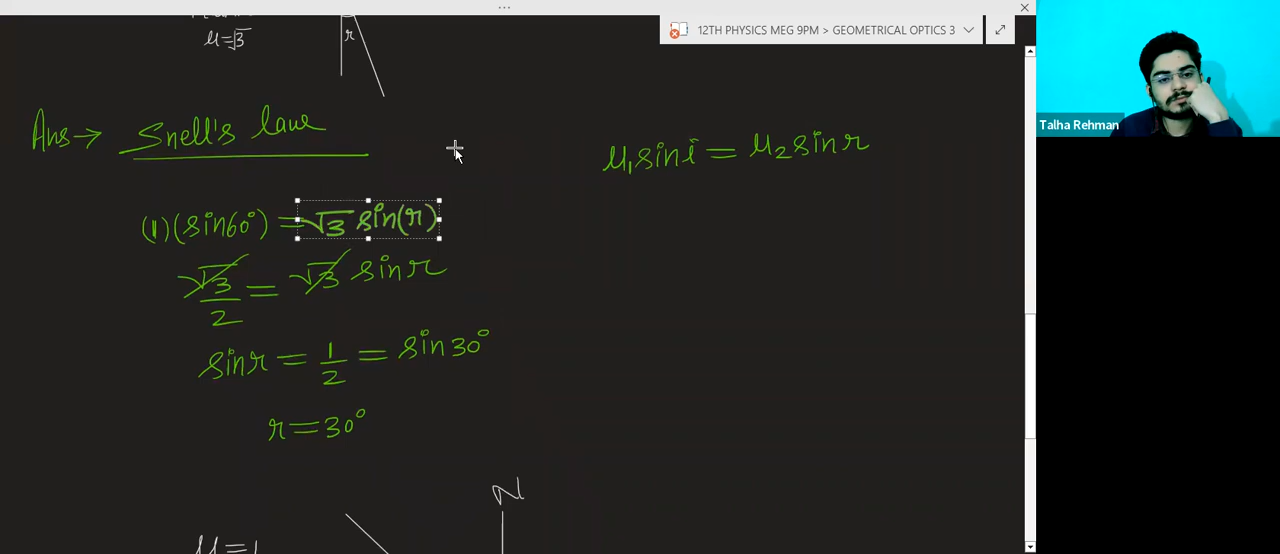 12TH PHYSICS MEG 9PM > GEOMETRICAL OPTICS 3
μ=√3
r
Talha Rehman
Ans→ Snell's law
μ₁sini = μ₂sinr
(1)(sin60°) = √3 sin(r)
√3/2 = √3 sinr
sinr = 1/2 = sin30°
r = 30°
N
μ=1